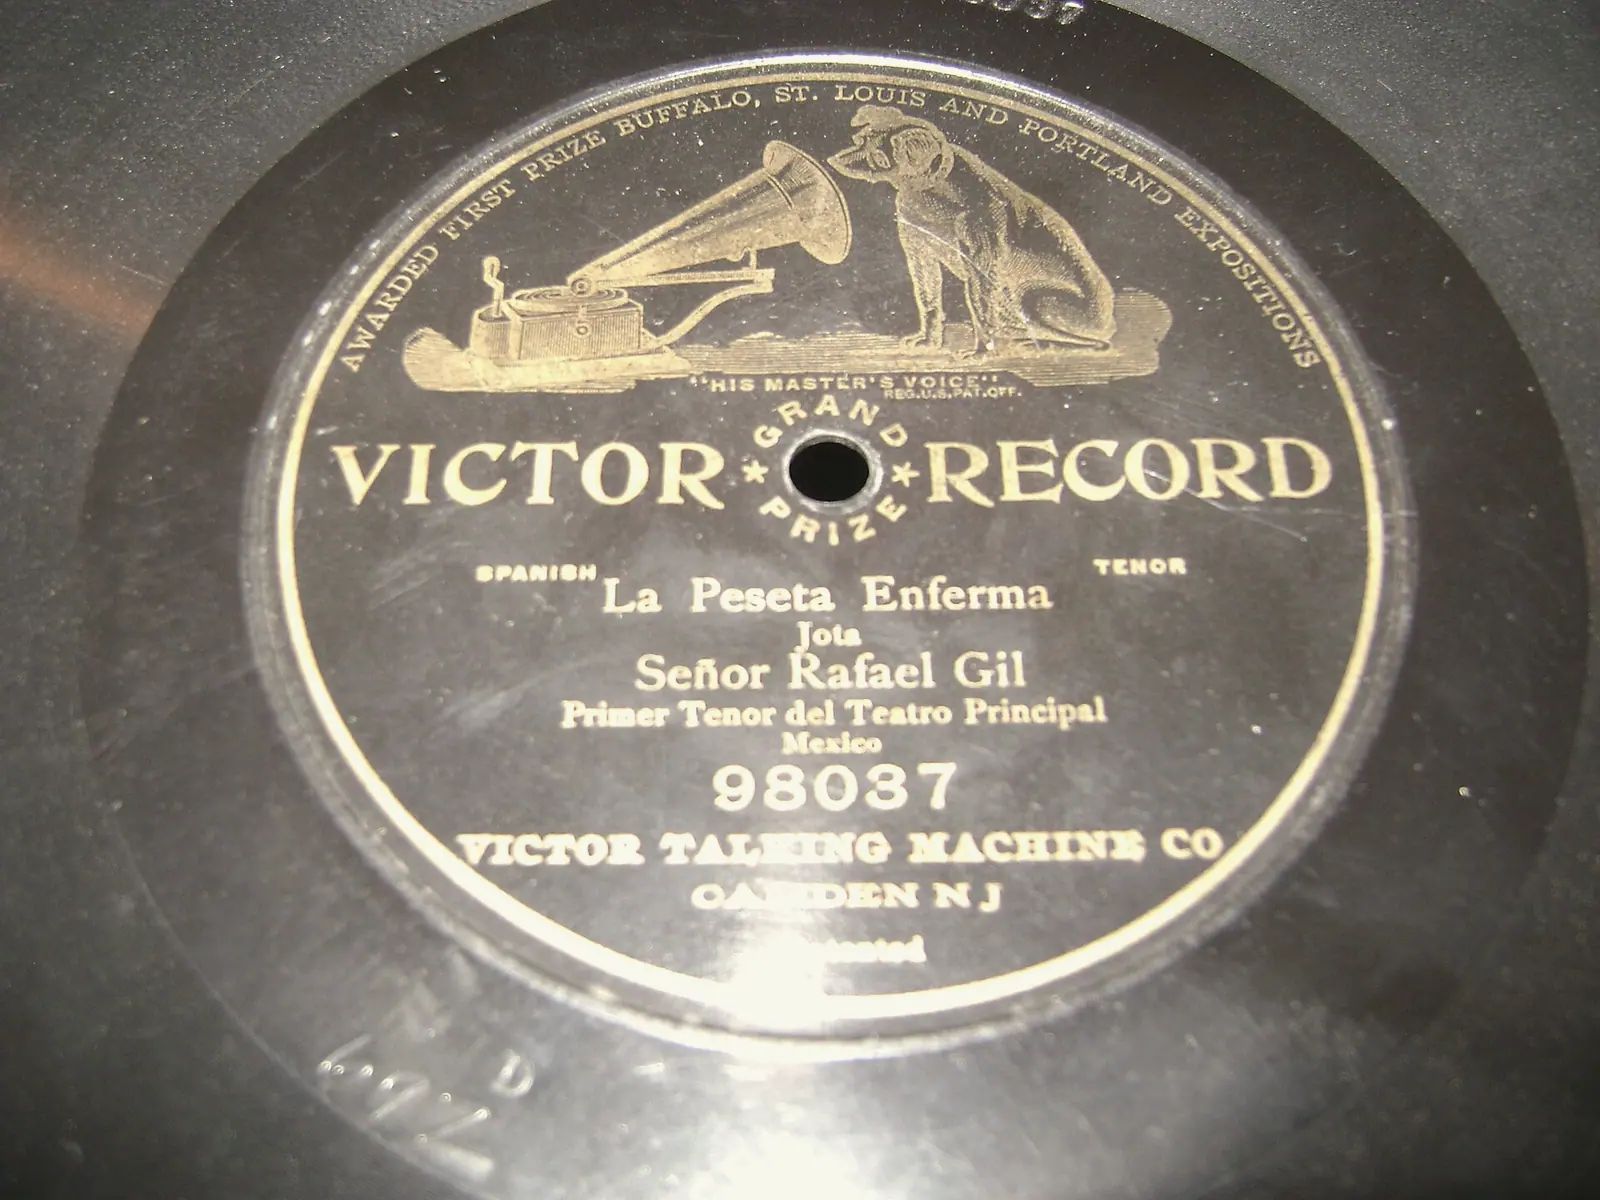 AWARDED FIRST PRIZE BUFFALO, ST. LOUIS AND PORTLAND EXPOSITIONS
"HIS MASTER'S VOICE"
REG.U.S.PAT.OFF.
VICTOR GRAND PRIZE RECORD
SPANISH TENOR
La Peseta Enferma
Jota
Señor Rafael Gil
Primer Tenor del Teatro Principal
Mexico
98037
VICTOR TALKING MACHINE CO
CAMDEN N J
D